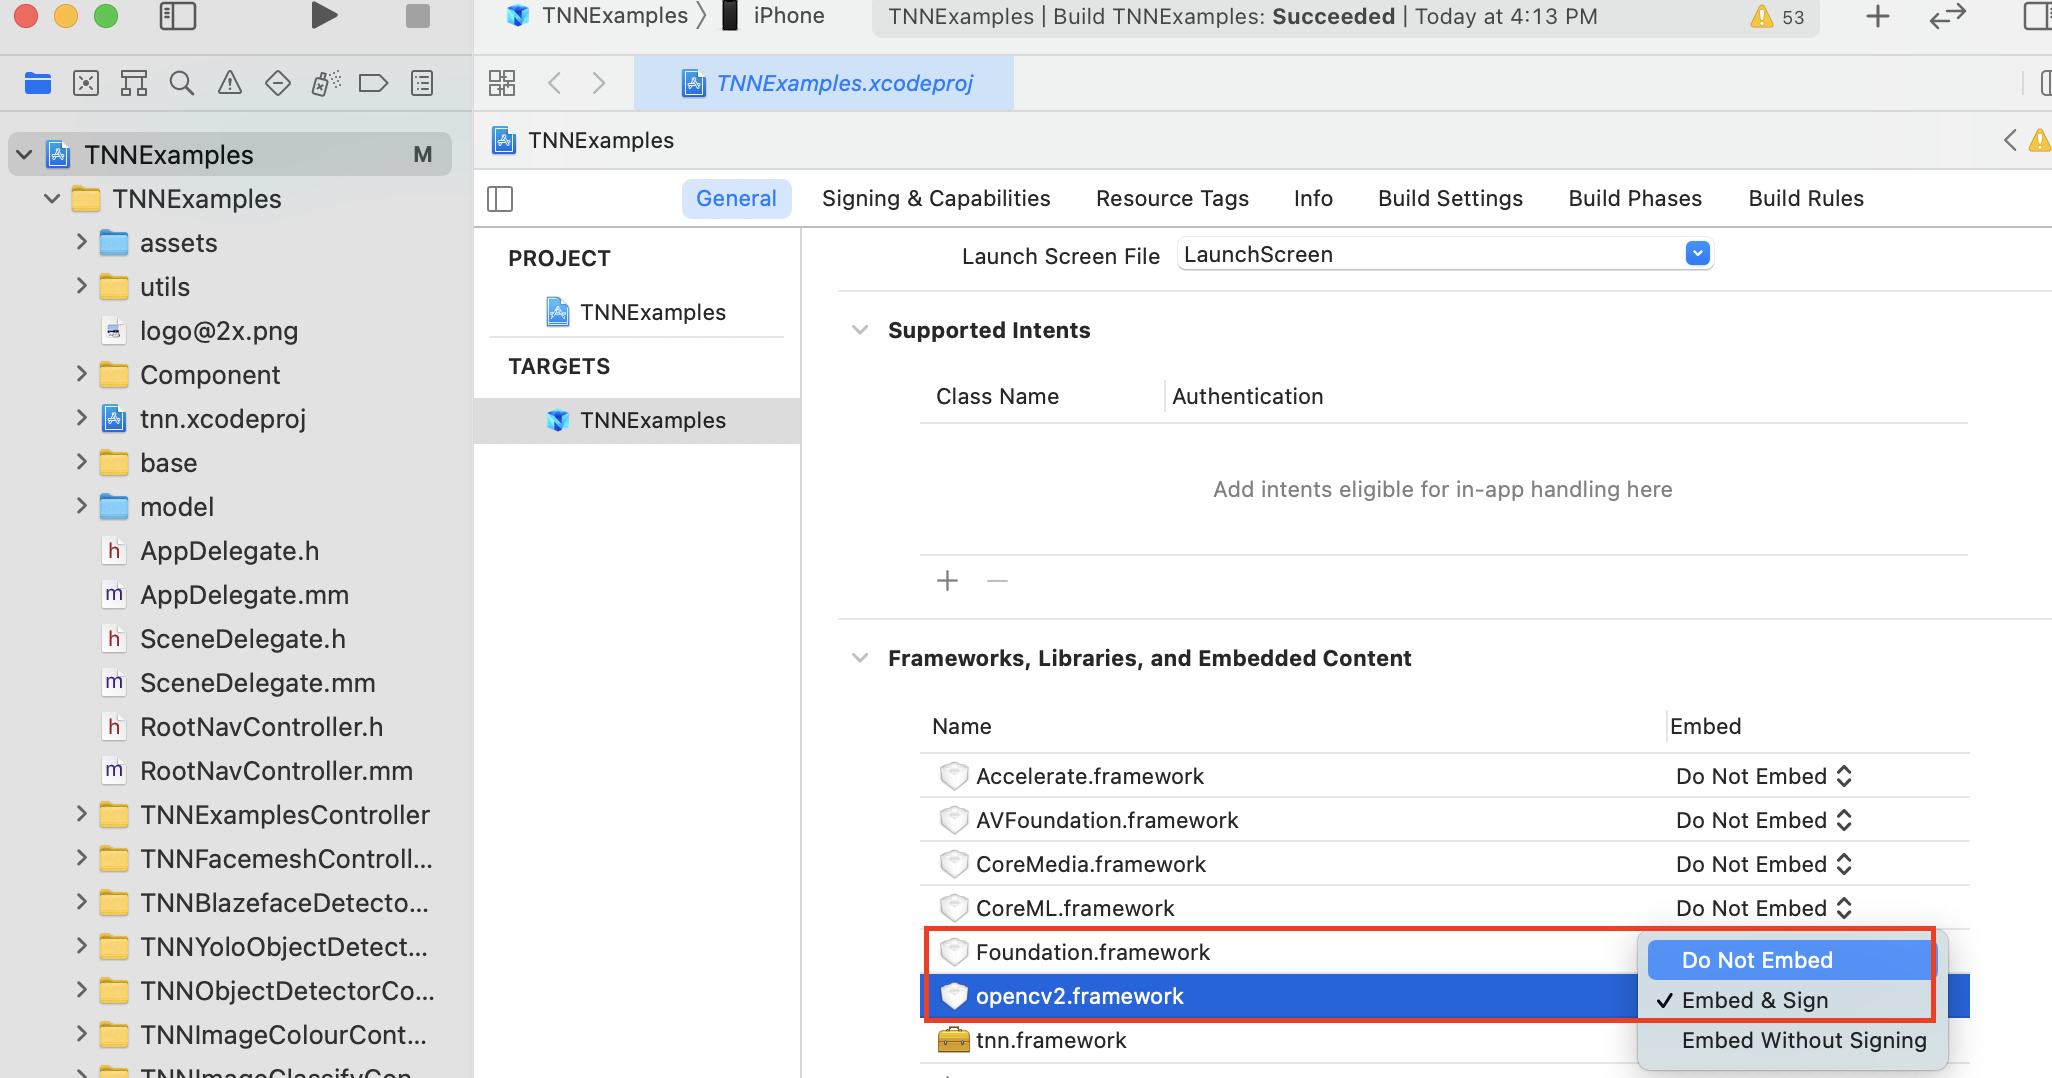 TNNExamples 〉 iPhone
TNNExamples | Build TNNExamples: Succeeded | Today at 4:13 PM
53
TNNExamples.xcodeproj
TNNExamples M
TNNExamples
assets
utils
logo@2x.png
Component
tnn.xcodeproj
base
model
h AppDelegate.h
m AppDelegate.mm
h SceneDelegate.h
m SceneDelegate.mm
h RootNavController.h
m RootNavController.mm
TNNExamplesController
TNNFacemeshControll...
TNNBlazefaceDetecto...
TNNYoloObjectDetect...
TNNObjectDetectorCo...
TNNImageColourCont...
TNNExamples
General Signing & Capabilities Resource Tags Info Build Settings Build Phases Build Rules
PROJECT
TNNExamples
TARGETS
TNNExamples
Launch Screen File LaunchScreen
Supported Intents
Class Name Authentication
Add intents eligible for in-app handling here
Frameworks, Libraries, and Embedded Content
Name Embed
Accelerate.framework Do Not Embed
AVFoundation.framework Do Not Embed
CoreMedia.framework Do Not Embed
CoreML.framework Do Not Embed
Foundation.framework
opencv2.framework
tnn.framework
Do Not Embed
✓ Embed & Sign
Embed Without Signing